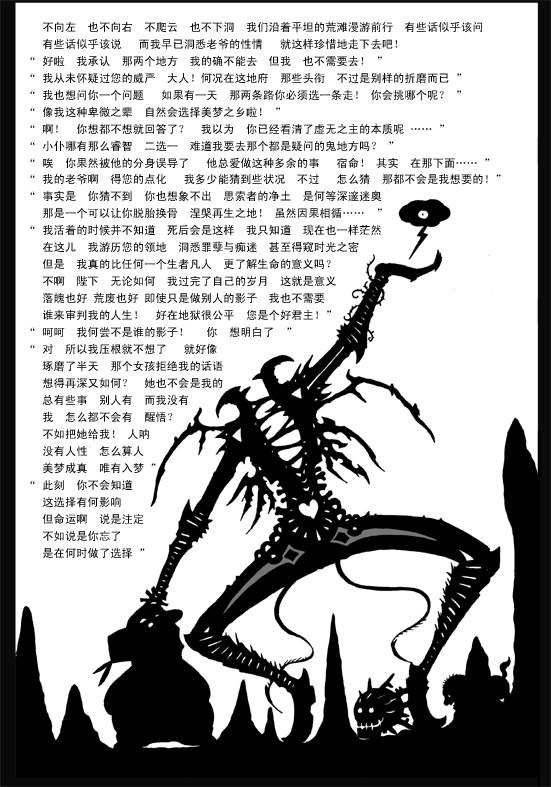 不向左　也不向右　不爬云　也不下洞　我们沿着平坦的荒滩漫游前行　有些话似乎该问
有些话似乎该说　而我早已洞悉老爷的性情　就这样珍惜地走下去吧！
“ 好啦　我承认　那两个地方　我的确不能去　但我　也不需要去！ ”
“ 我从未怀疑过您的威严　大人！何况在这地府　那些头衔　不过是别样的折磨而已 ”
“ 我也想问你一个问题　如果有一天　那两条路你必须选一条走！ 你会挑哪个呢？ ”
“ 像我这种卑微之辈　自然会选择美梦之乡啦！ ”
“ 啊！　你想都不想就回答了？　我以为　你已经看清了虚无之主的本质呢 …… ”
“ 小仆哪有那么睿智　二选一　难道我要去那个都是疑问的鬼地方吗？ ”
“ 唉　你果然被他的分身误导了　他总爱做这种多余的事　宿命！ 其实　在那下面…… ”
“ 我的老爷啊　得您的点化　我多少能猜到些状况　不过　怎么猜　那都不会是我想要的！”
“ 事实是　你猜不到　你也想象不出　思索者的净土　是何等深邃迷奥
那是一个可以让你脱胎换骨　涅槃再生之地！ 虽然因果相循……　”
“ 我活着的时候并不知道　死后会是这样　我只知道　现在也一样茫然
在这儿　我游历您的领地　洞悉罪孽与痴迷　甚至得窥时光之密
但是　我真的比任何一个生者凡人　更了解生命的意义吗？
不啊　陛下　无论如何　我过完了自己的岁月　这就是意义
落魄也好　荒废也好 即使只是做别人的影子　我也不需要
谁来审判我的人生！　好在地狱很公平　您是个好君主！”
“ 呵呵　我何尝不是谁的影子！　你　想明白了　”
“ 对　所以我压根就不想了　就好像
琢磨了半天　那个女孩拒绝我的话语
想得再深又如何？　她也不会是我的
总有些事　别人有　而我没有
我　怎么都不会有　醒悟？
不如把她给我！ 人呐
没有人性　怎么算人
美梦成真　唯有入梦 ”
“ 此刻　你不会知道
这选择有何影响
但命运啊　说是注定
不如说是你忘了
是在何时做了选择 ”